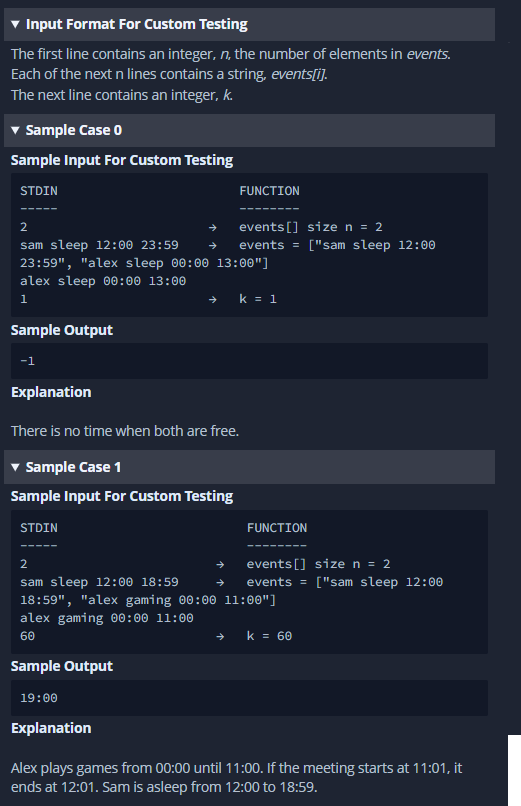 ▼ Input Format For Custom Testing
The first line contains an integer, n, the number of elements in events.
Each of the next n lines contains a string, events[i].
The next line contains an integer, k.
▼ Sample Case 0
Sample Input For Custom Testing
STDIN FUNCTION
----- --------
2 → events[] size n = 2
sam sleep 12:00 23:59 → events = ["sam sleep 12:00
23:59", "alex sleep 00:00 13:00"]
alex sleep 00:00 13:00
1 → k = 1
Sample Output
-1
Explanation
There is no time when both are free.
▼ Sample Case 1
Sample Input For Custom Testing
STDIN FUNCTION
----- --------
2 → events[] size n = 2
sam sleep 12:00 18:59 → events = ["sam sleep 12:00
18:59", "alex gaming 00:00 11:00"]
alex gaming 00:00 11:00
60 → k = 60
Sample Output
19:00
Explanation
Alex plays games from 00:00 until 11:00. If the meeting starts at 11:01, it
ends at 12:01. Sam is asleep from 12:00 to 18:59.